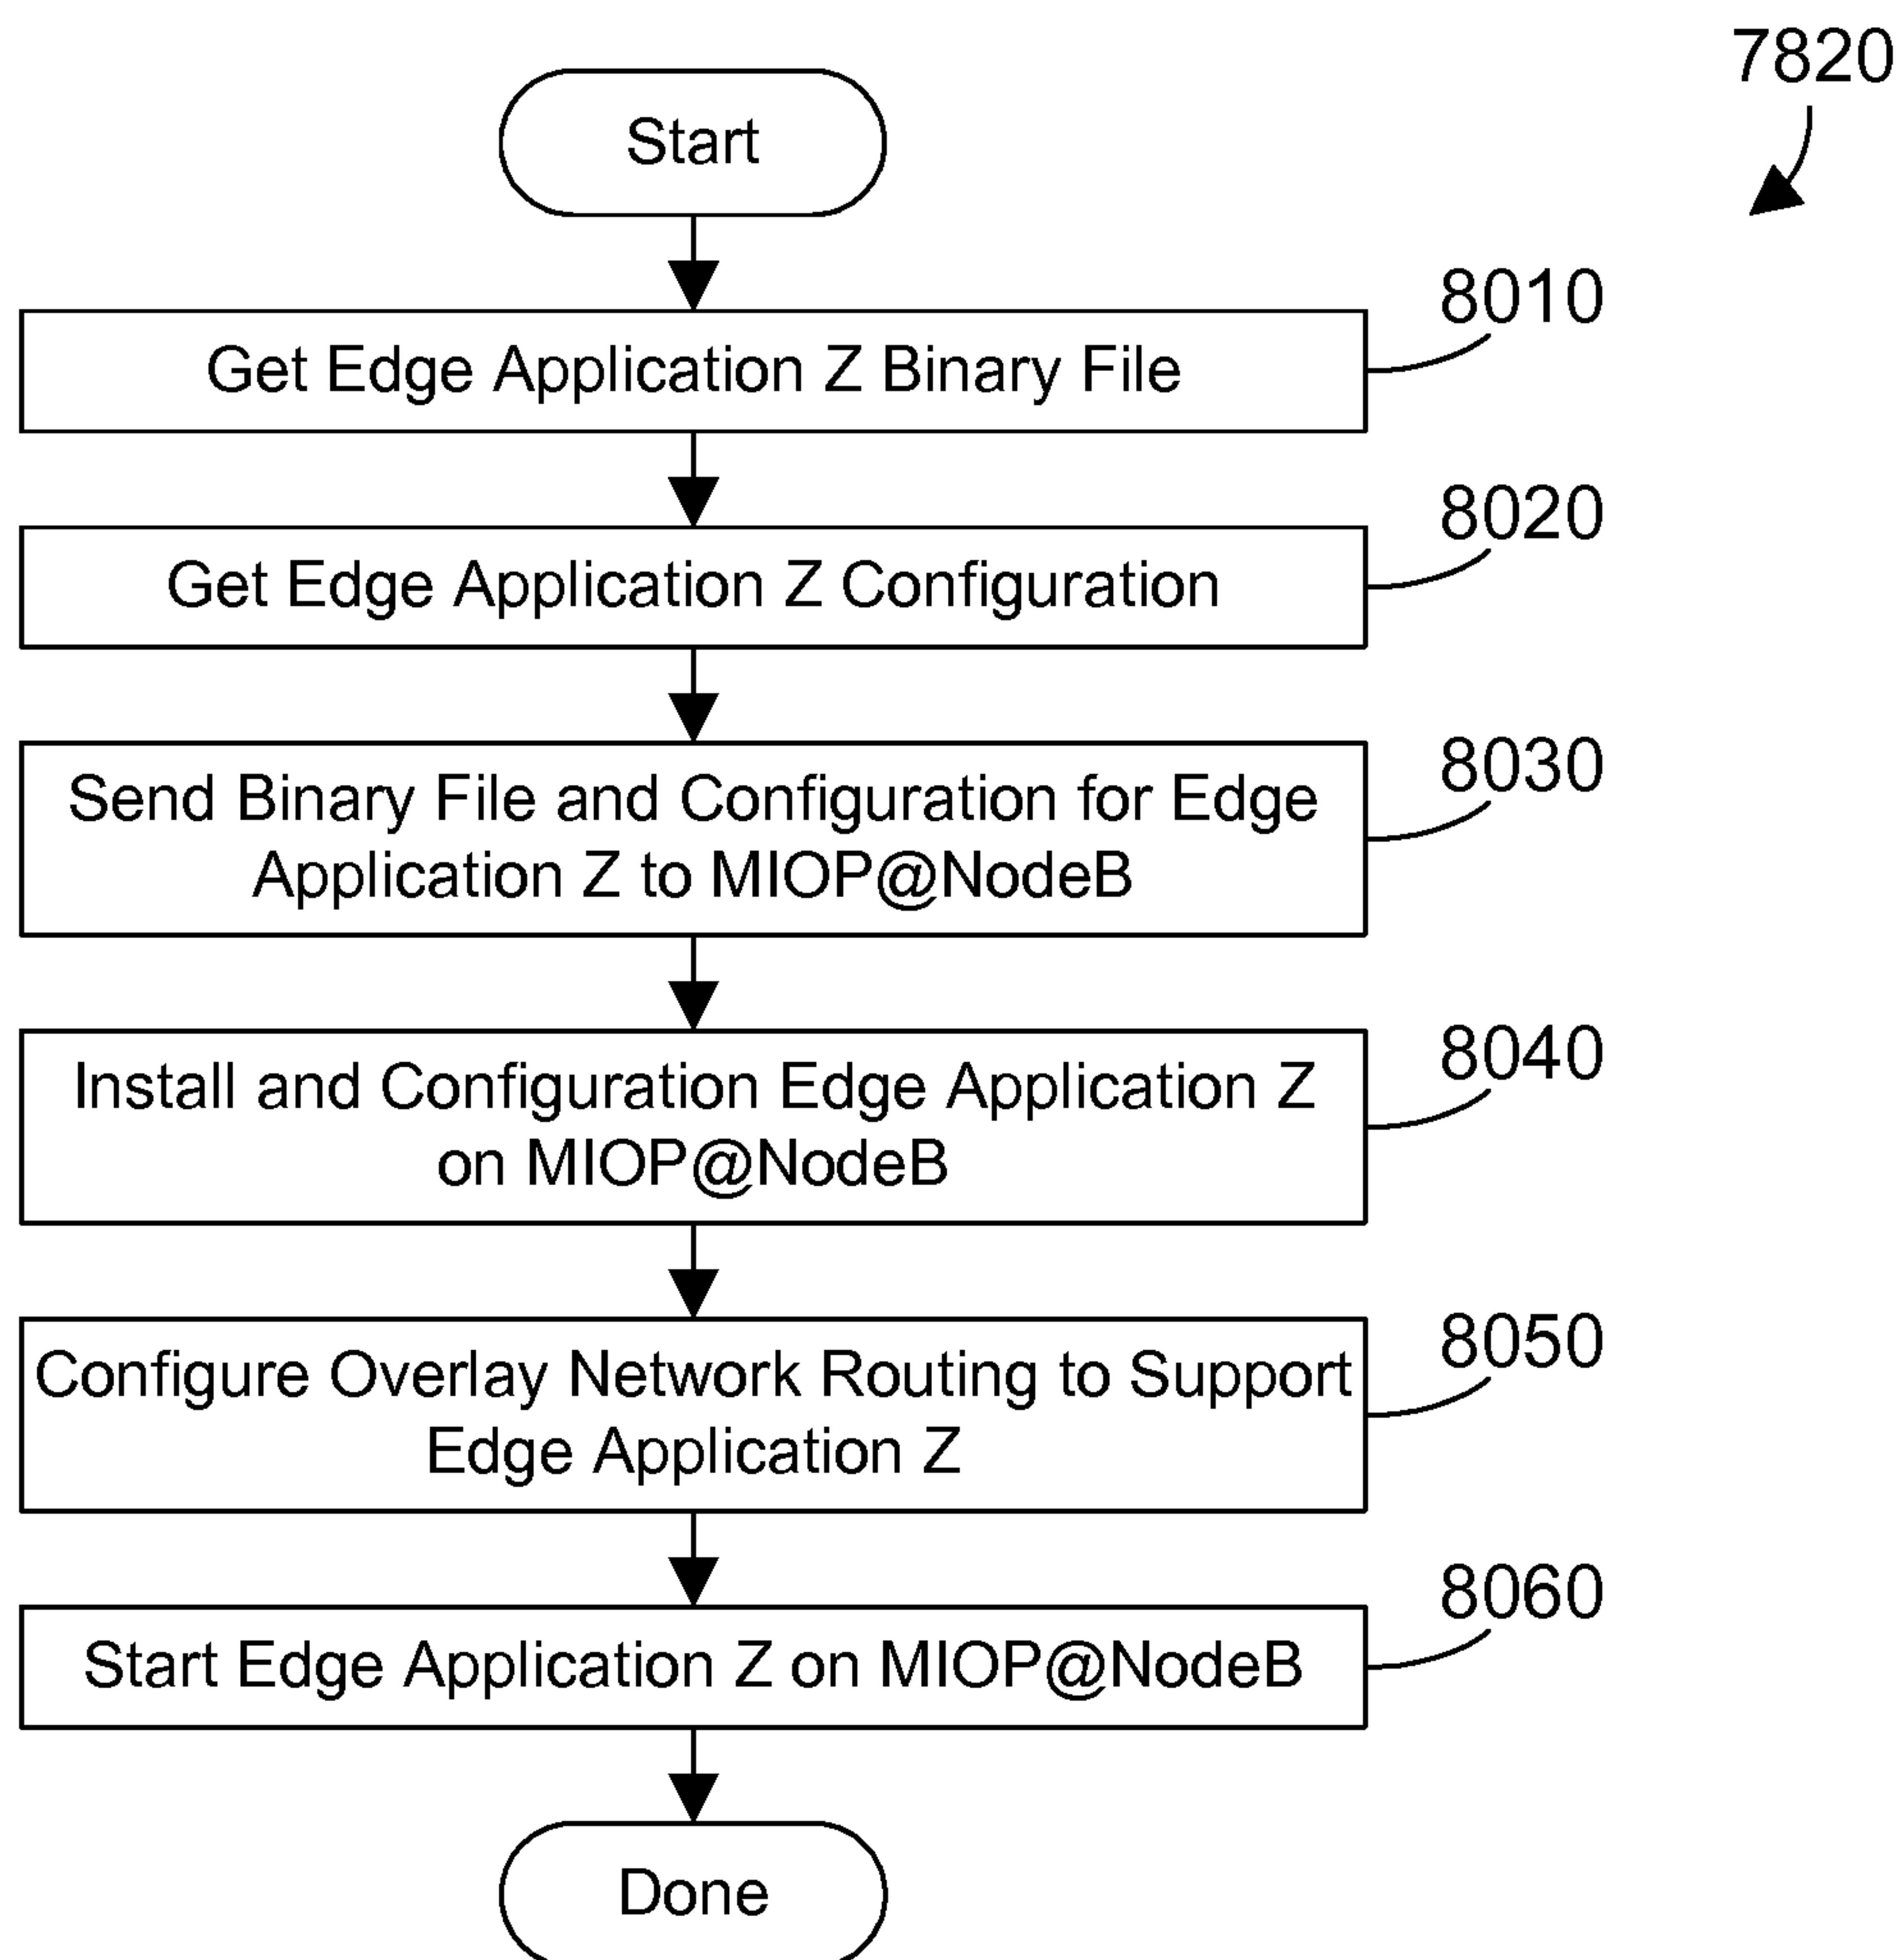 7820
Start
8010
Get Edge Application Z Binary File
8020
Get Edge Application Z Configuration
8030
Send Binary File and Configuration for Edge
Application Z to MIOP@NodeB
8040
Install and Configuration Edge Application Z
on MIOP@NodeB
8050
Configure Overlay Network Routing to Support
Edge Application Z
8060
Start Edge Application Z on MIOP@NodeB
Done